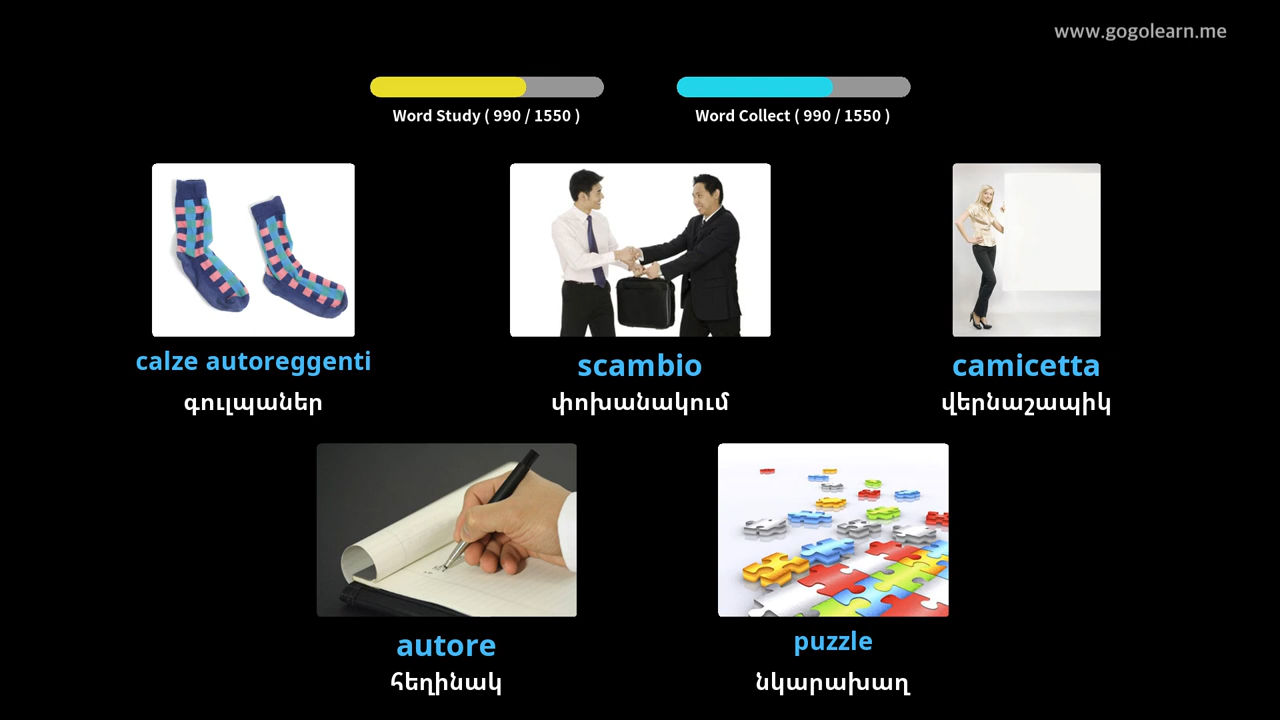 www.gogolearn.me
Word Study ( 990 / 1550 )
Word Collect ( 990 / 1550 )
calze autoreggenti
գուլպաներ
scambio
փոխանակում
camicetta
վերնաշապիկ
autore
հեղինակ
puzzle
նկարախաղ